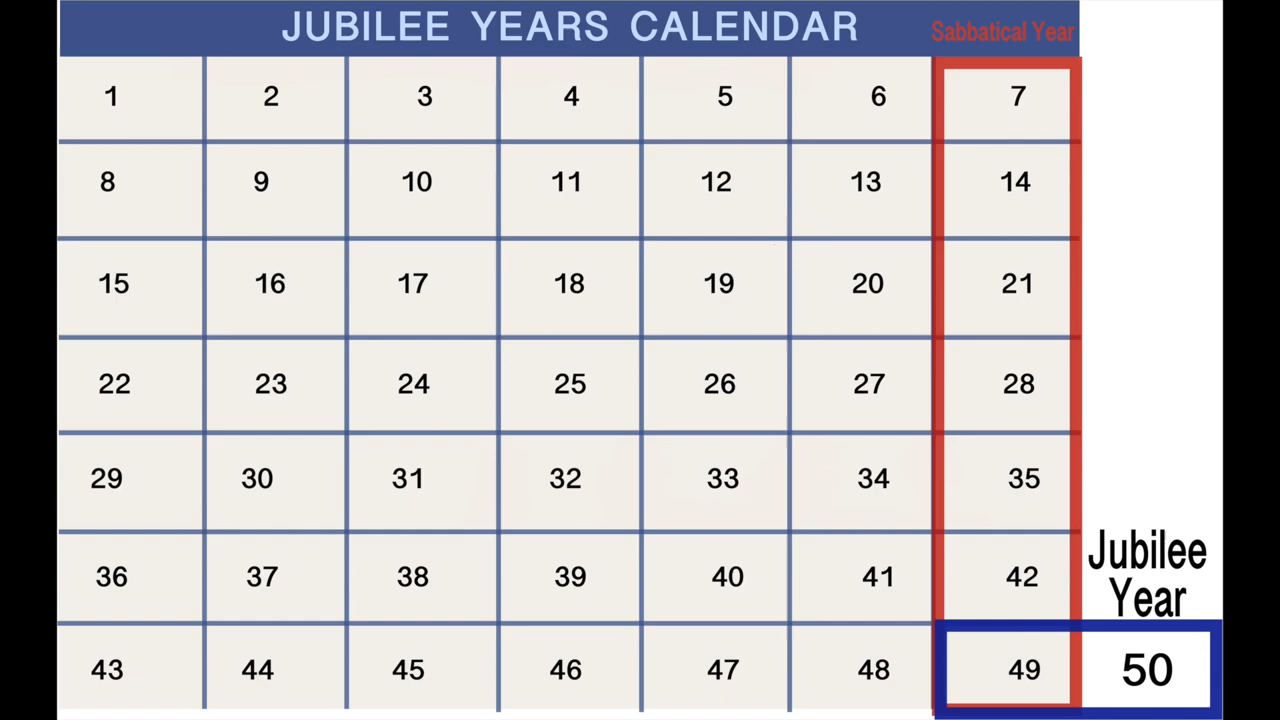 JUBILEE YEARS CALENDAR Sabbatical Year
1 2 3 4 5 6 7
8 9 10 11 12 13 14
15 16 17 18 19 20 21
22 23 24 25 26 27 28
29 30 31 32 33 34 35
Jubilee
Year
36 37 38 39 40 41 42
43 44 45 46 47 48 49 50